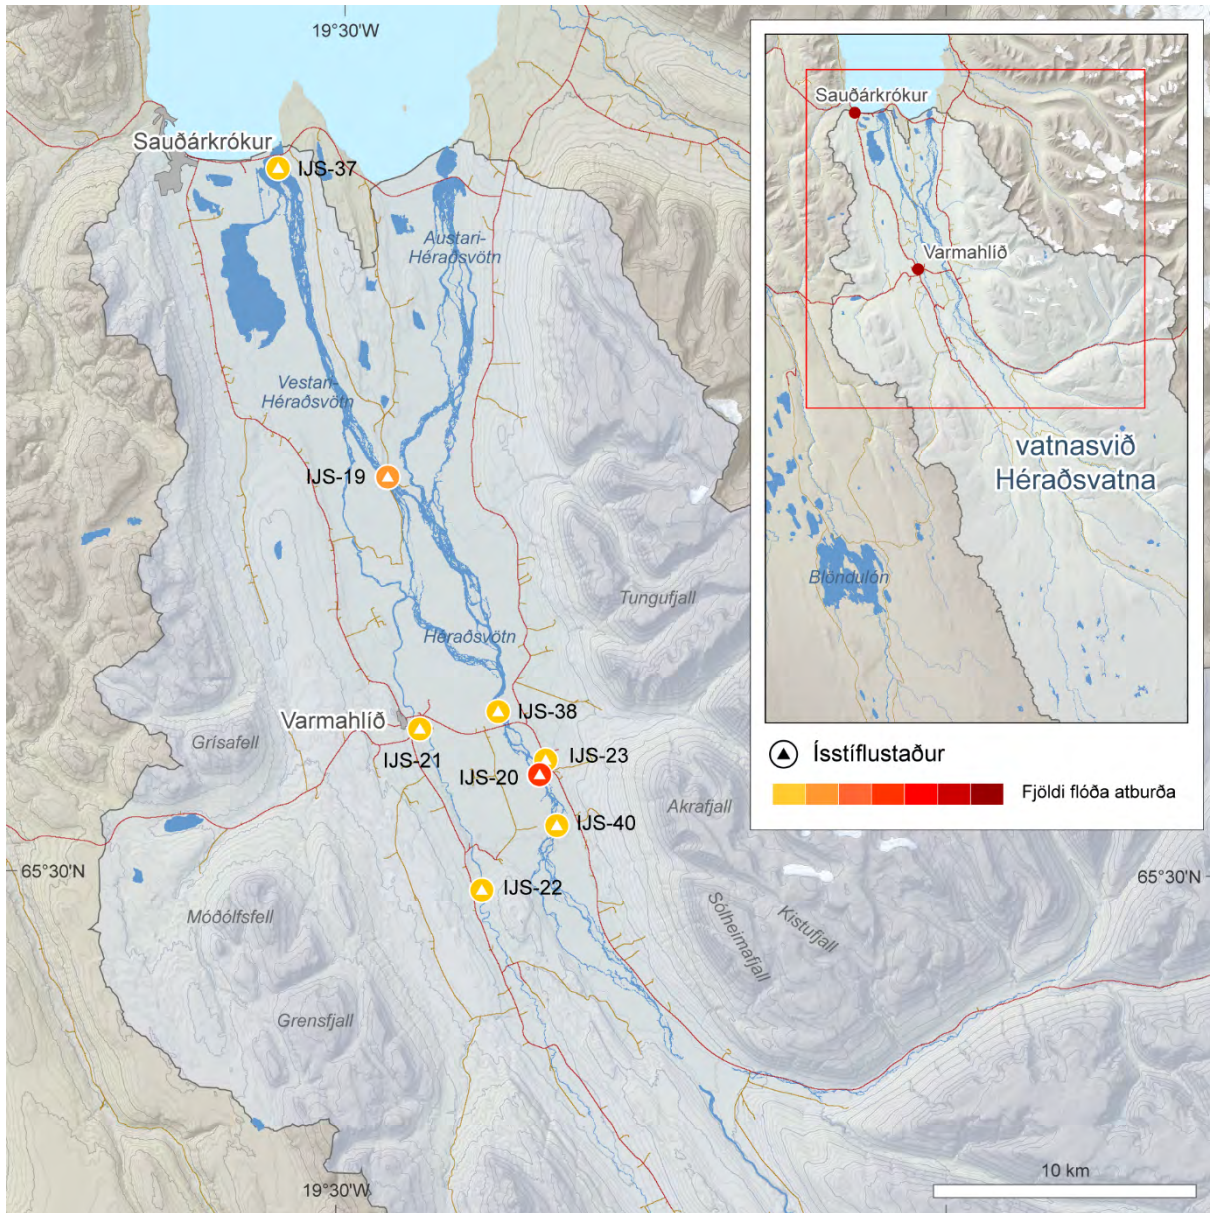 19°30'W
Sauðárkrókur
IJS-37
Austari-
Héraðsvötn
Vestari-
Héraðsvötn
IJS-19
Tungufjall
Héraðsvötn
Varmahlíð
IJS-38
IJS-21
IJS-23
IJS-20
Grísafell
Akrafjall
IJS-40
65°30'N
65°30'N
IJS-22
Móðólfsfell
Sólheimafjall
Kistufjall
Grensfjall
19°30'W
10 km
Sauðárkrókur
Varmahlíð
vatnasvið
Héraðsvatna
Blöndulón
Ísstíflustaður
Fjöldi flóða atburða